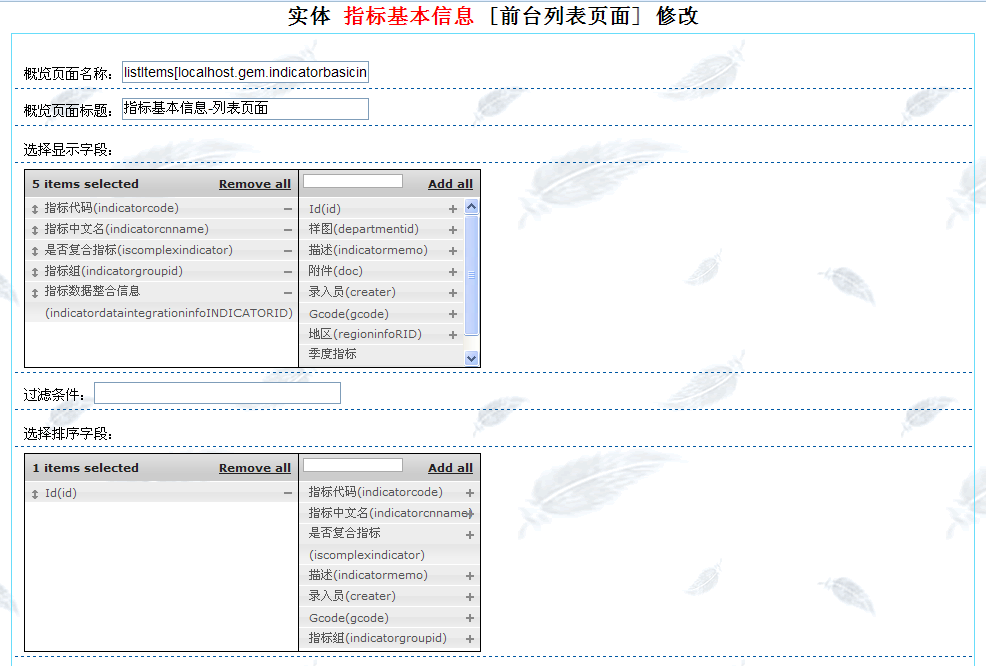 实体 指标基本信息 [前台列表页面] 修改
概览页面名称: listItems[localhost.gem.indicatorbasicin
概览页面标题: 指标基本信息-列表页面
选择显示字段:
5 items selected Remove all Add all
指标代码(indicatorcode) Id(id)
指标中文名(indicatorcnname) 样图(departmentid)
是否复合指标(iscomplexindicator) 描述(indicatormemo)
指标组(indicatorgroupid) 附件(doc)
指标数据整合信息 录入员(creater)
(indicatordataintegrationinfoINDICATORID) Gcode(gcode)
地区(regioninfoRID)
季度指标
过滤条件:
选择排序字段:
1 items selected Remove all Add all
Id(id) 指标代码(indicatorcode)
指标中文名(indicatorcnname)
是否复合指标
(iscomplexindicator)
描述(indicatormemo)
录入员(creater)
Gcode(gcode)
指标组(indicatorgroupid)